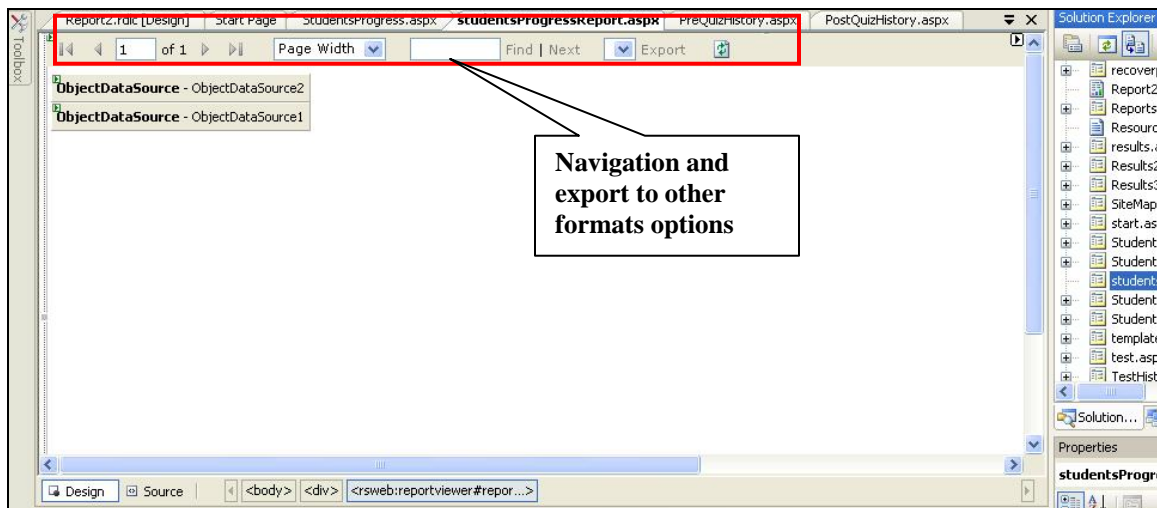 Report2.rdlc [Design] Start Page StudentsProgress.aspx studentsProgressReport.aspx PreQuizHistory.aspx PostQuizHistory.aspx
Solution Explorer
Toolbox
1 of 1 Page Width Find | Next Export
ObjectDataSource - ObjectDataSource2
ObjectDataSource - ObjectDataSource1
Navigation and
export to other
formats options
recoverp
Report2
Reports
Resourc
results.a
Results2
Results3
SiteMap
start.as
Student
Student
students
Student
Student
template
test.asp
TestHist
Solution...
Properties
studentsProgre
Design Source <body> <div> <rsweb:reportviewer#repor...>